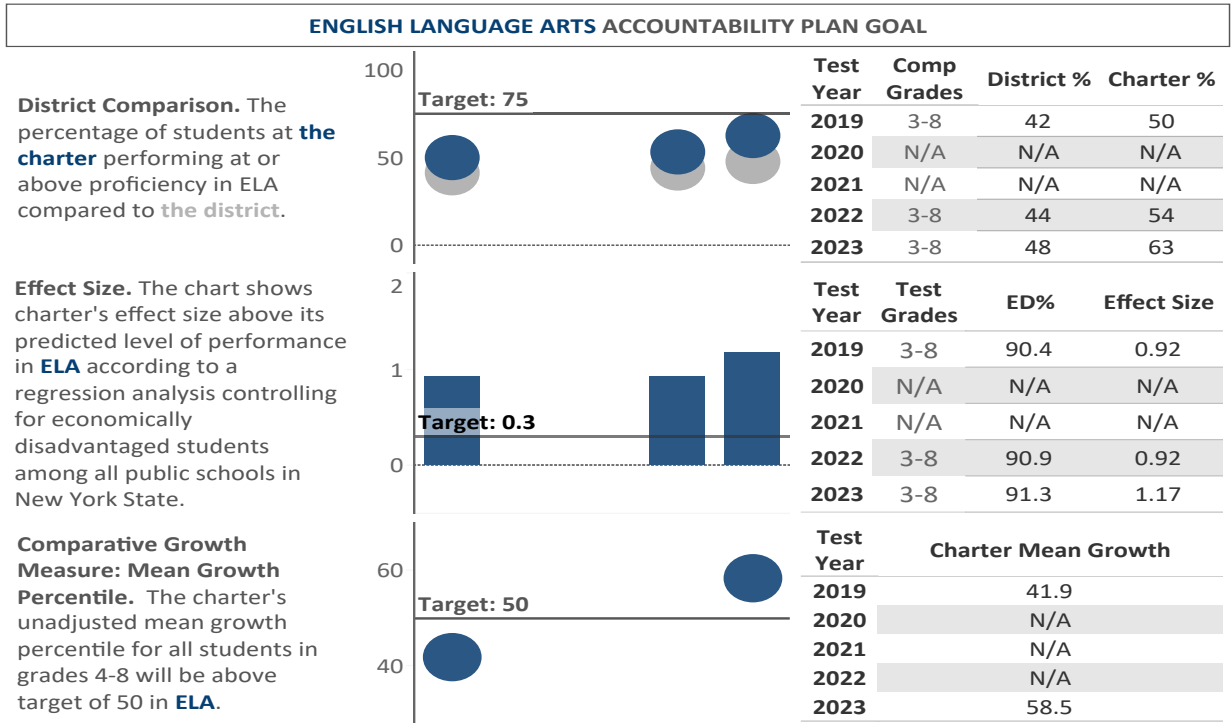 ENGLISH LANGUAGE ARTS ACCOUNTABILITY PLAN GOAL
District Comparison. The
percentage of students at the
charter performing at or
above proficiency in ELA
compared to the district.
100
50
0
Target: 75
Test Year Comp Grades District % Charter %
2019 3-8 42 50
2020 N/A N/A N/A
2021 N/A N/A N/A
2022 3-8 44 54
2023 3-8 48 63
Effect Size. The chart shows
charter's effect size above its
predicted level of performance
in ELA according to a
regression analysis controlling
for economically
disadvantaged students
among all public schools in
New York State.
2
1
0
Target: 0.3
Test Year Test Grades ED% Effect Size
2019 3-8 90.4 0.92
2020 N/A N/A N/A
2021 N/A N/A N/A
2022 3-8 90.9 0.92
2023 3-8 91.3 1.17
Comparative Growth
Measure: Mean Growth
Percentile. The charter's
unadjusted mean growth
percentile for all students in
grades 4-8 will be above
target of 50 in ELA.
60
40
Target: 50
Test Year Charter Mean Growth
2019 41.9
2020 N/A
2021 N/A
2022 N/A
2023 58.5